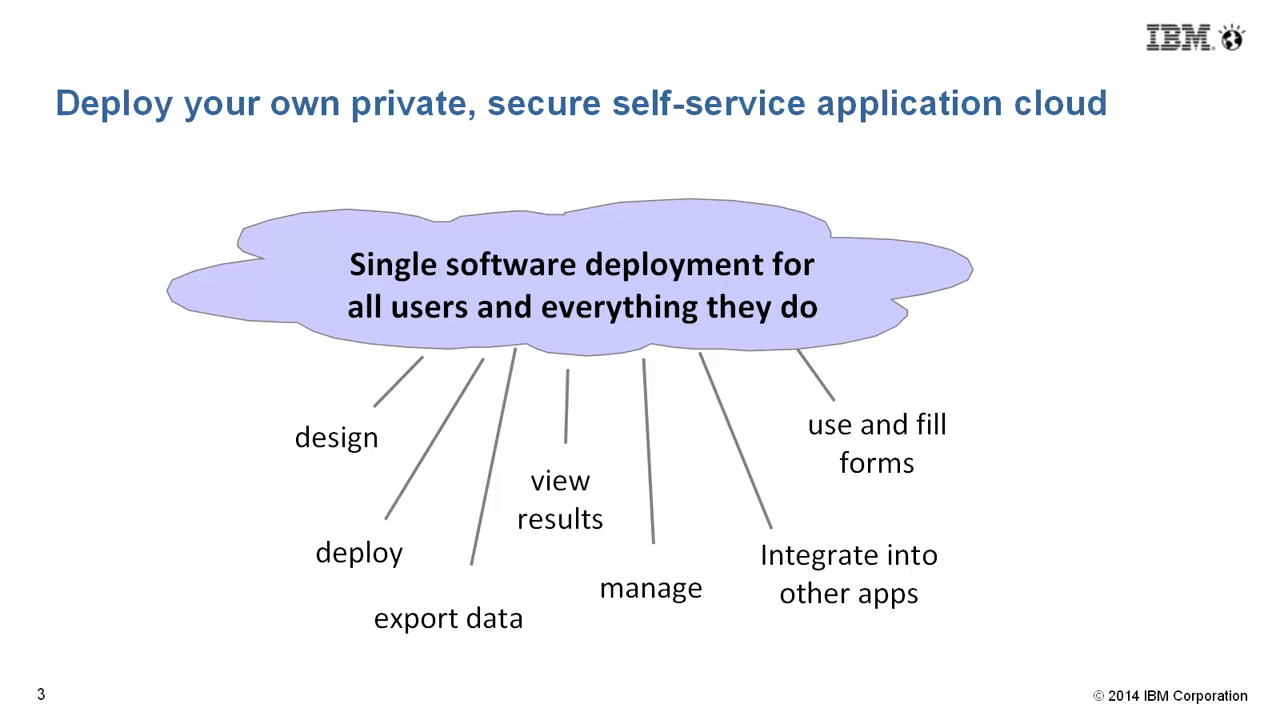 IBM
Deploy your own private, secure self-service application cloud
Single software deployment for
all users and everything they do
design
deploy
export data
view
results
manage
Integrate into
other apps
use and fill
forms
3
© 2014 IBM Corporation